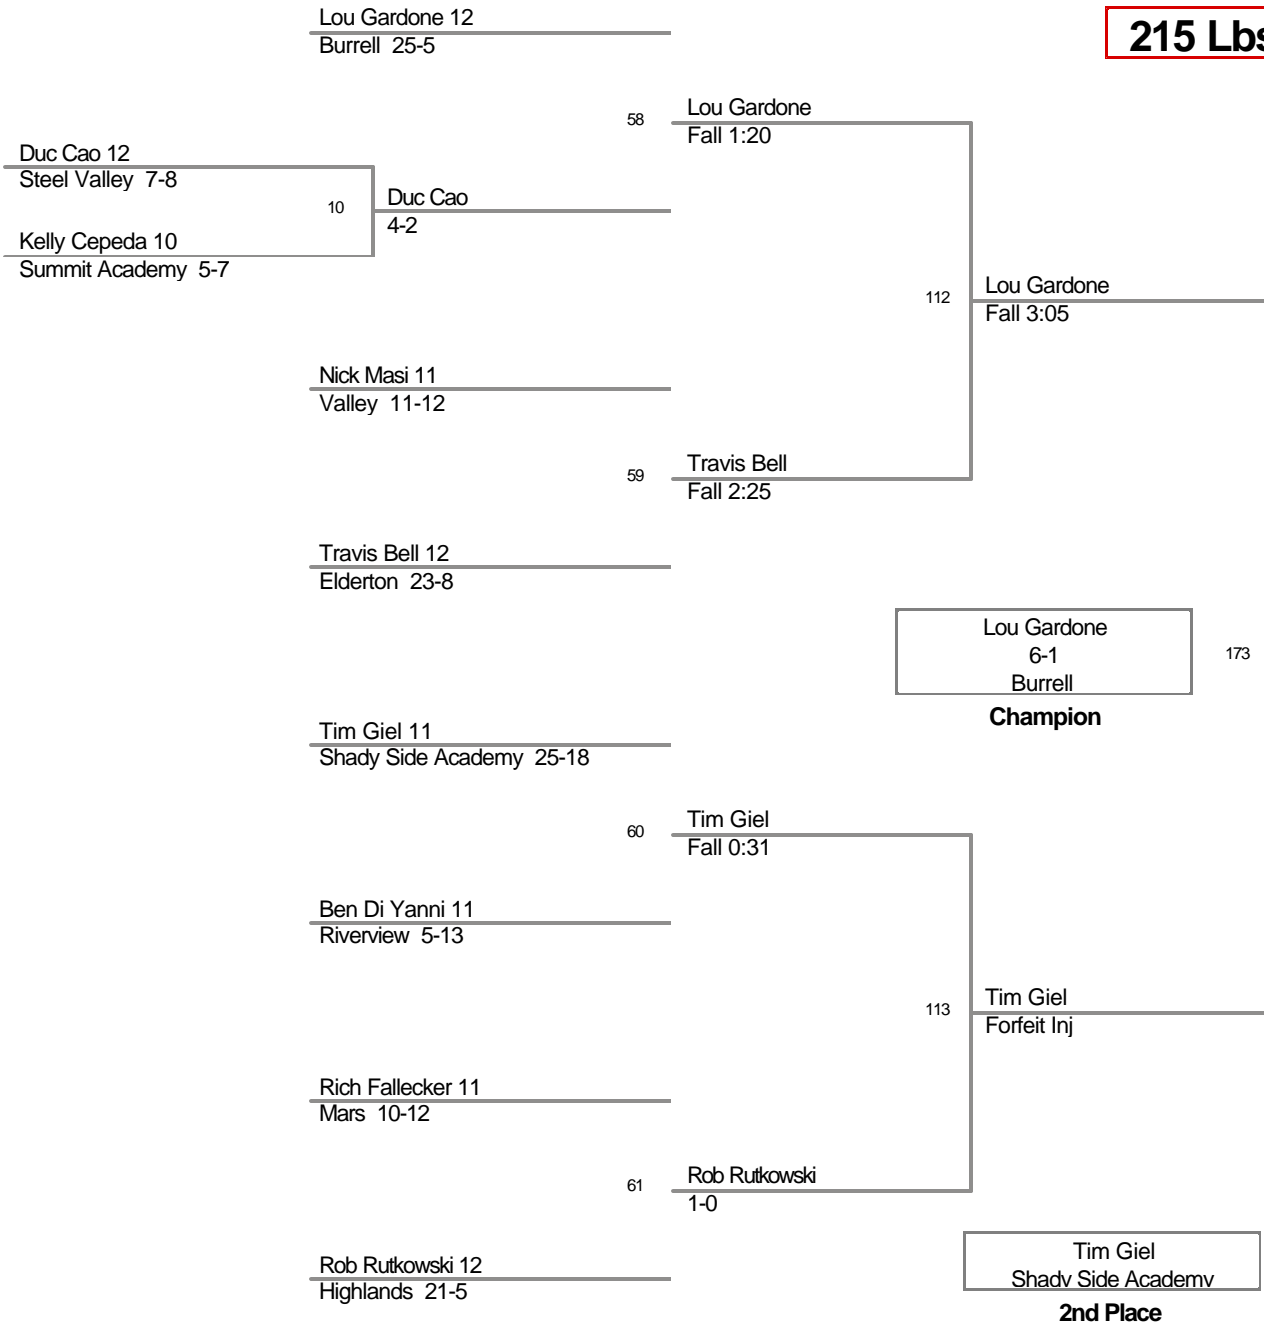 Lou Gardone 12
Burrell 25-5
215 Lbs
58
Lou Gardone
Fall 1:20
Duc Cao 12
Steel Valley 7-8
10
Duc Cao
4-2
Kelly Cepeda 10
Summit Academy 5-7
112
Lou Gardone
Fall 3:05
Nick Masi 11
Valley 11-12
59
Travis Bell
Fall 2:25
Travis Bell 12
Elderton 23-8
Lou Gardone
6-1
Burrell
173
Champion
Tim Giel 11
Shady Side Academy 25-18
60
Tim Giel
Fall 0:31
Ben Di Yanni 11
Riverview 5-13
113
Tim Giel
Forfeit Inj
Rich Fallecker 11
Mars 10-12
61
Rob Rutkowski
1-0
Rob Rutkowski 12
Highlands 21-5
Tim Giel
Shady Side Academy
2nd Place